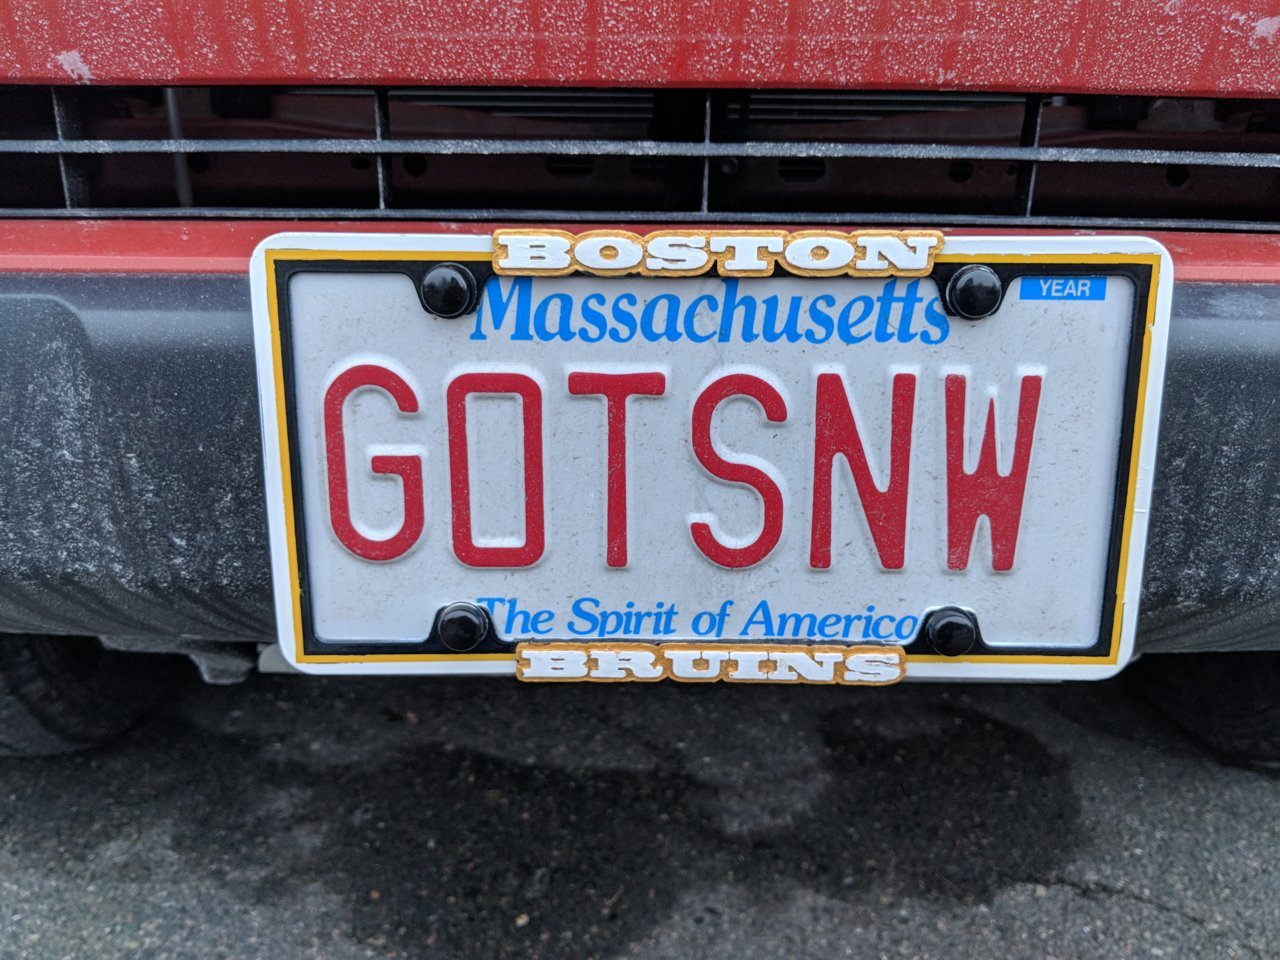 BOSTON
Massachusetts
YEAR
GOTSNW
The Spirit of America
BRUINS